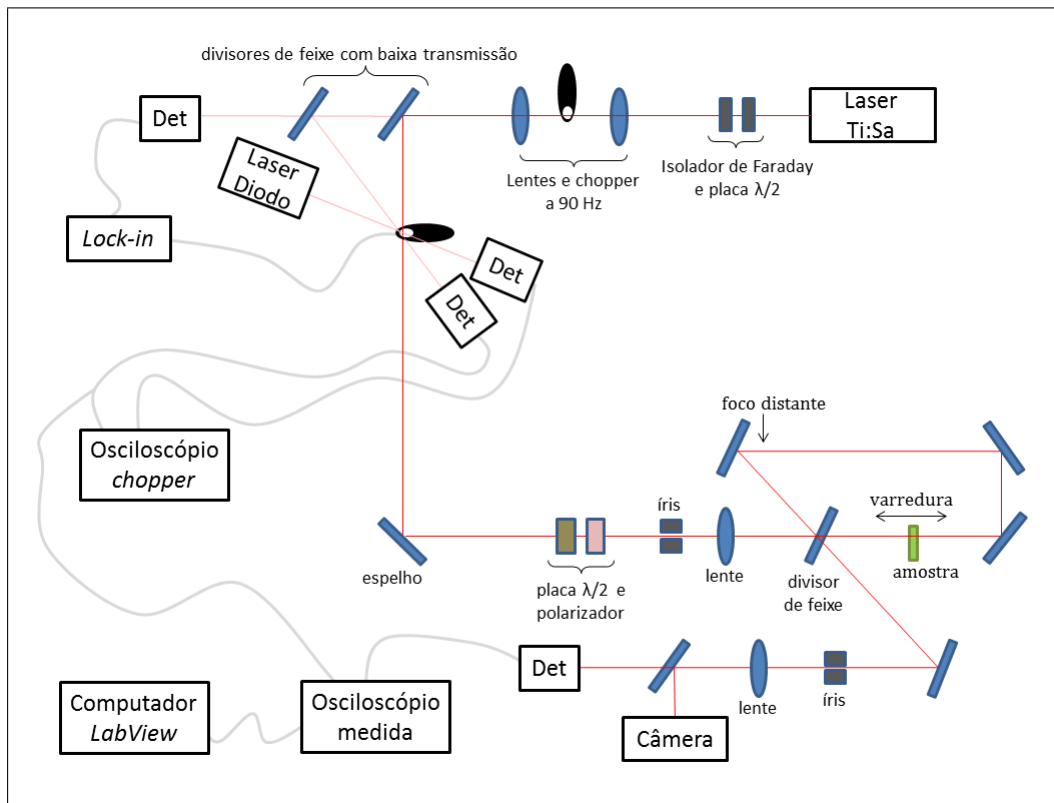 divisores de feixe com baixa transmissão
Det
Laser
Ti:Sa
Laser
Diodo
Lentes e chopper
a 90 Hz
Isolador de Faraday
e placa λ/2
Lock-in
Det
Det
foco distante
Osciloscópio
chopper
íris
varredura
espelho
placa λ/2 e
polarizador
lente
divisor
de feixe
amostra
Det
lente
íris
Computador
LabView
Osciloscópio
medida
Câmera